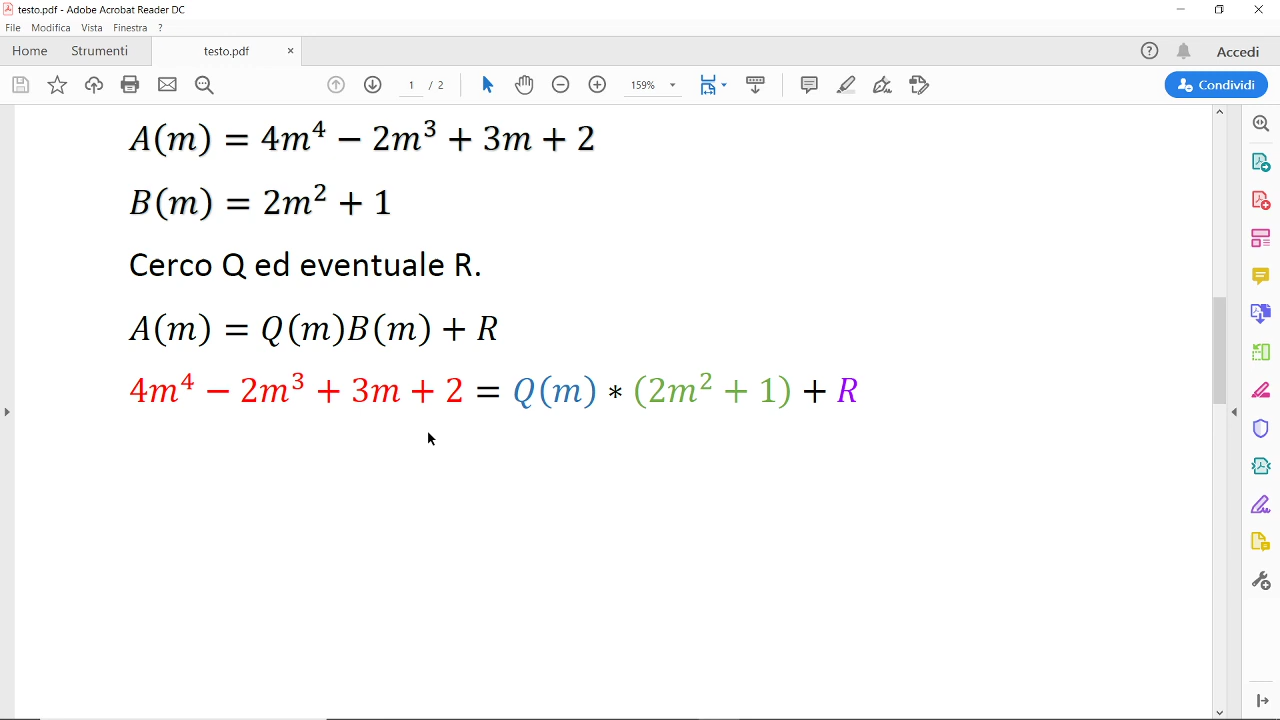 testo.pdf - Adobe Acrobat Reader DC
File Modifica Vista Finestra ?
Home Strumenti testo.pdf × Accedi
1 / 2 159% Condividi
A(m) = 4m⁴ − 2m³ + 3m + 2
B(m) = 2m² + 1
Cerco Q ed eventuale R.
A(m) = Q(m)B(m) + R
4m⁴ − 2m³ + 3m + 2 = Q(m) ∗ (2m² + 1) + R